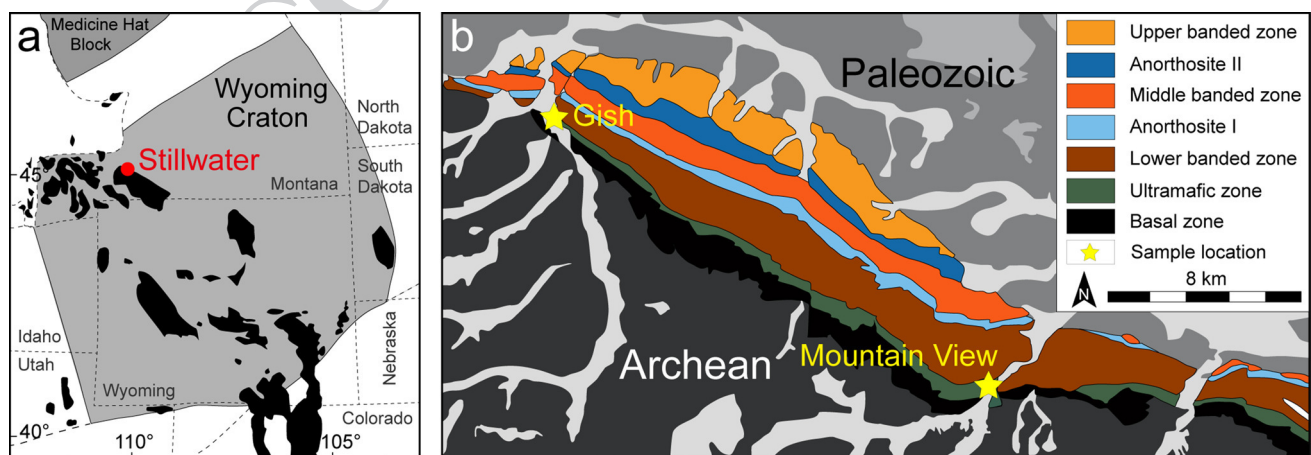 a
Medicine Hat
Block
Wyoming
Craton
North
Dakota
Stillwater
South
Dakota
45°
Montana
Idaho
Utah
Nebraska
Wyoming
Colorado
40°
110°
105°
b
Paleozoic
Gish
Archean
Mountain View
Upper banded zone
Anorthosite II
Middle banded zone
Anorthosite I
Lower banded zone
Ultramafic zone
Basal zone
Sample location
N
8 km